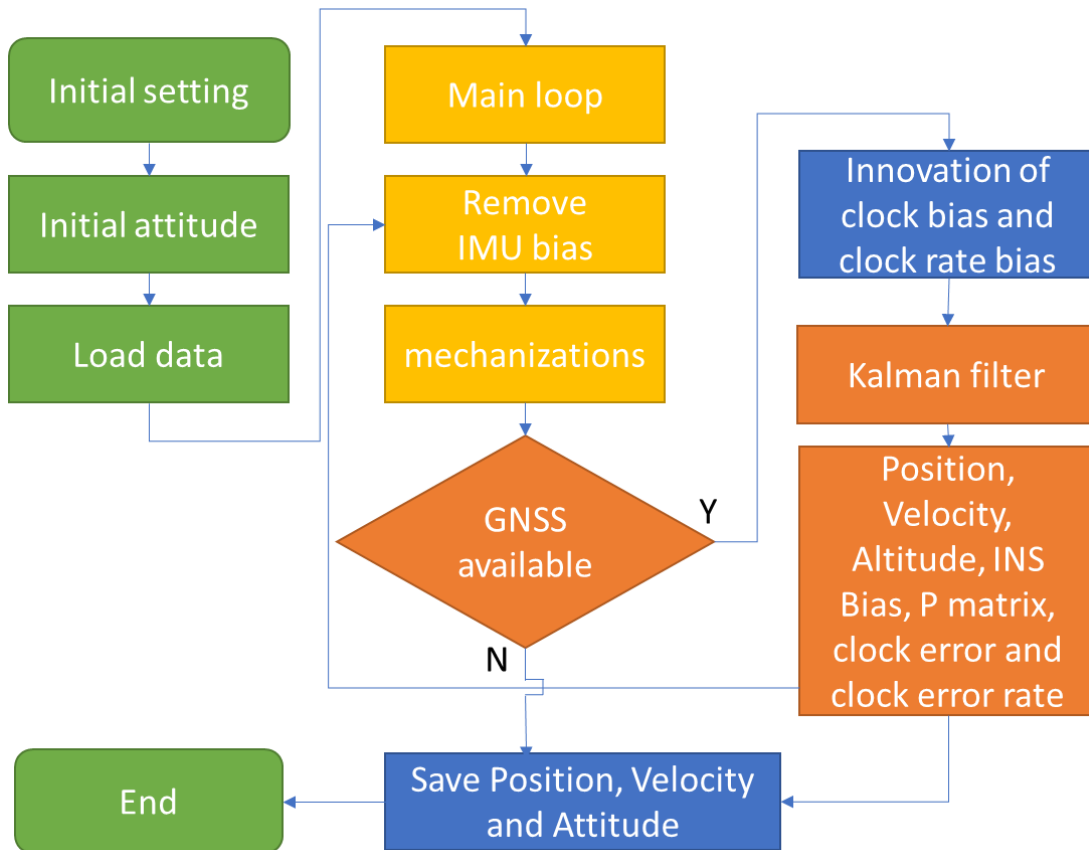 Initial setting
Initial attitude
Load data
Main loop
Remove
IMU bias
mechanizations
GNSS
available
Y
N
Innovation of
clock bias and
clock rate bias
Kalman filter
Position,
Velocity,
Altitude, INS
Bias, P matrix,
clock error and
clock error rate
Save Position, Velocity
and Attitude
End